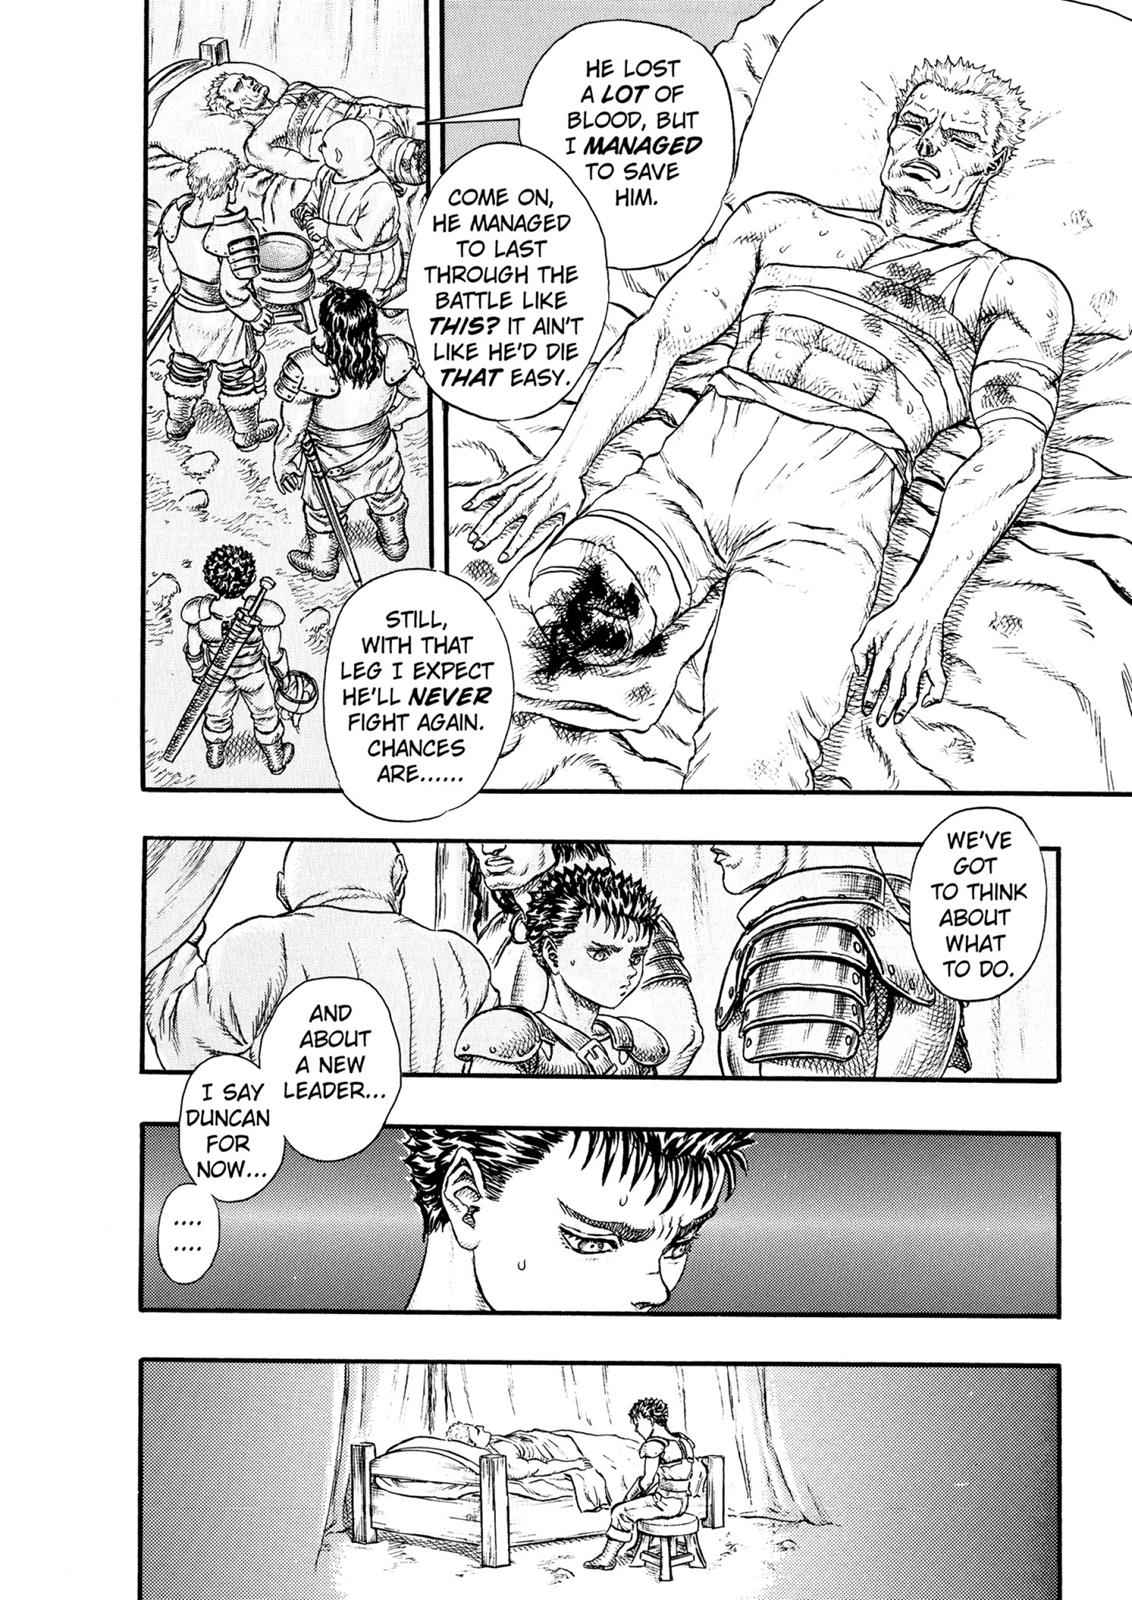 HE LOST
A LOT OF
BLOOD, BUT
I MANAGED
TO SAVE
HIM.
COME ON,
HE MANAGED
TO LAST
THROUGH THE
BATTLE LIKE
THIS? IT AIN'T
LIKE HE'D DIE
THAT EASY.
STILL,
WITH THAT
LEG I EXPECT
HE'LL NEVER
FIGHT AGAIN.
CHANCES
ARE......
WE'VE
GOT
TO THINK
ABOUT
WHAT
TO DO.
AND
ABOUT
A NEW
LEADER...
I SAY
DUNCAN
FOR
NOW...
....
....